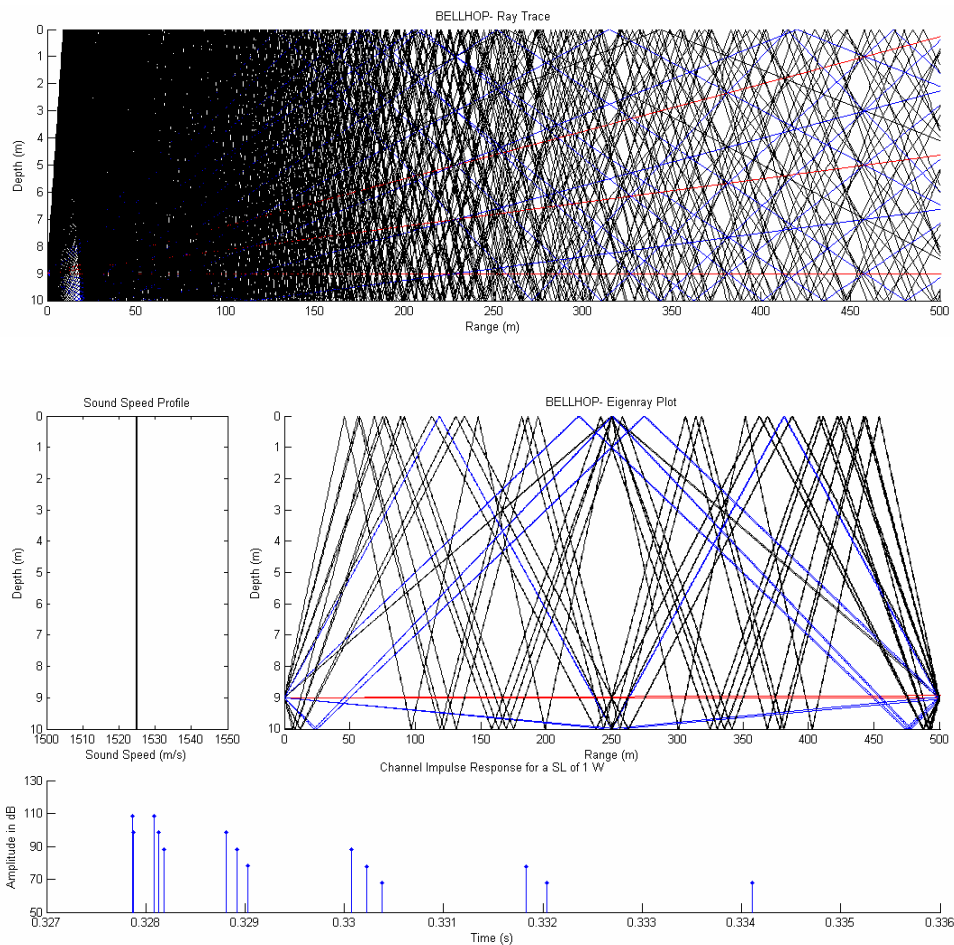 BELLHOP- Ray Trace
0
1
2
3
4
5
6
7
8
9
10
Depth (m)
0 50 100 150 200 250 300 350 400 450 500
Range (m)
Sound Speed Profile
0
1
2
3
4
5
6
7
8
9
10
Depth (m)
1500 1510 1520 1530 1540 1550
Sound Speed (m/s)
BELLHOP- Eigenray Plot
0
1
2
3
4
5
6
7
8
9
10
Depth (m)
0 50 100 150 200 250 300 350 400 450 500
Range (m)
Channel Impulse Response for a SL of 1 W
130
110
90
70
50
Amplitude in dB
0.327 0.328 0.329 0.33 0.331 0.332 0.333 0.334 0.335 0.336
Time (s)